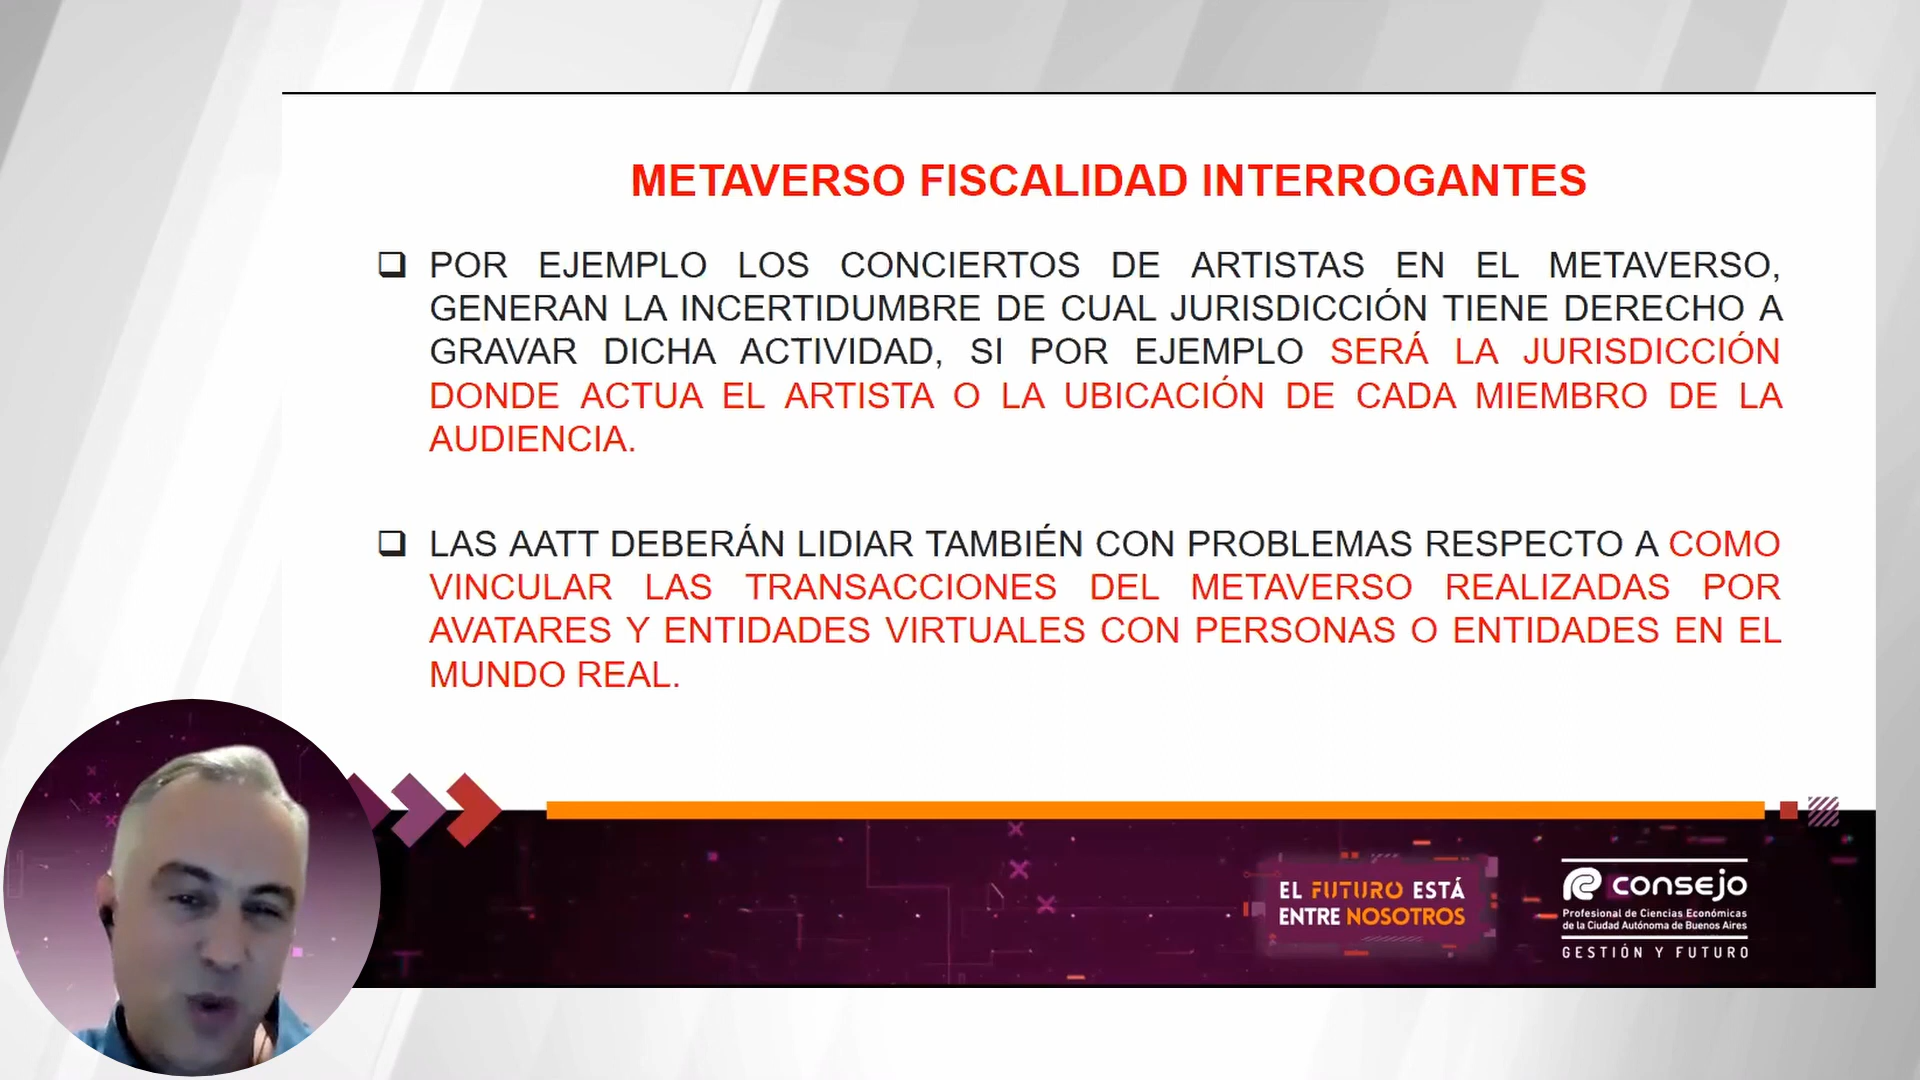 METAVERSO FISCALIDAD INTERROGANTES
POR EJEMPLO LOS CONCIERTOS DE ARTISTAS EN EL METAVERSO,
GENERAN LA INCERTIDUMBRE DE CUAL JURISDICCIÓN TIENE DERECHO A
GRAVAR DICHA ACTIVIDAD, SI POR EJEMPLO SERÁ LA JURISDICCIÓN
DONDE ACTUA EL ARTISTA O LA UBICACIÓN DE CADA MIEMBRO DE LA
AUDIENCIA.
LAS AATT DEBERÁN LIDIAR TAMBIÉN CON PROBLEMAS RESPECTO A COMO
VINCULAR LAS TRANSACCIONES DEL METAVERSO REALIZADAS POR
AVATARES Y ENTIDADES VIRTUALES CON PERSONAS O ENTIDADES EN EL
MUNDO REAL.
EL FUTURO ESTÁ
ENTRE NOSOTROS
consejo
Profesional de Ciencias Económicas
de la Ciudad Autónoma de Buenos Aires
GESTIÓN Y FUTURO